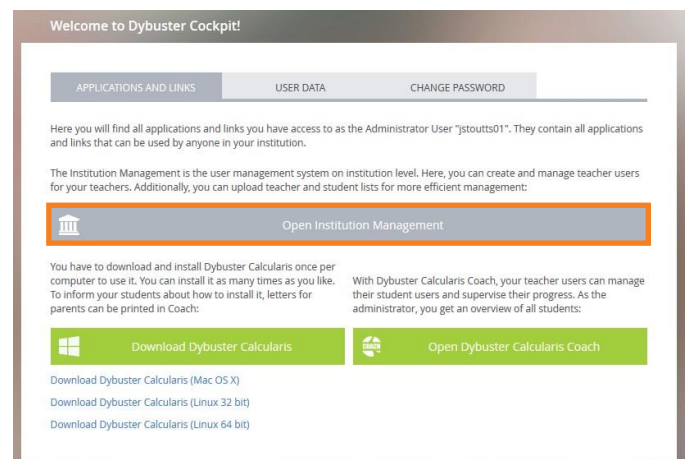 Welcome to Dybuster Cockpit!
APPLICATIONS AND LINKS
USER DATA
CHANGE PASSWORD
Here you will find all applications and links you have access to as the Administrator User "jstoutts01". They contain all applications
and links that can be used by anyone in your institution.
The Institution Management is the user management system on institution level. Here, you can create and manage teacher users
for your teachers. Additionally, you can upload teacher and student lists for more efficient management:
Open Institution Management
You have to download and install Dybuster Calcularis once per
computer to use it. You can install it as many times as you like.
To inform your students about how to install it, letters for
parents can be printed in Coach:
With Dybuster Calcularis Coach, your teacher users can manage
their student users and supervise their progress. As the
administrator, you get an overview of all students:
Download Dybuster Calcularis
COACH
Open Dybuster Calcularis Coach
Download Dybuster Calcularis (Mac OS X)
Download Dybuster Calcularis (Linux 32 bit)
Download Dybuster Calcularis (Linux 64 bit)